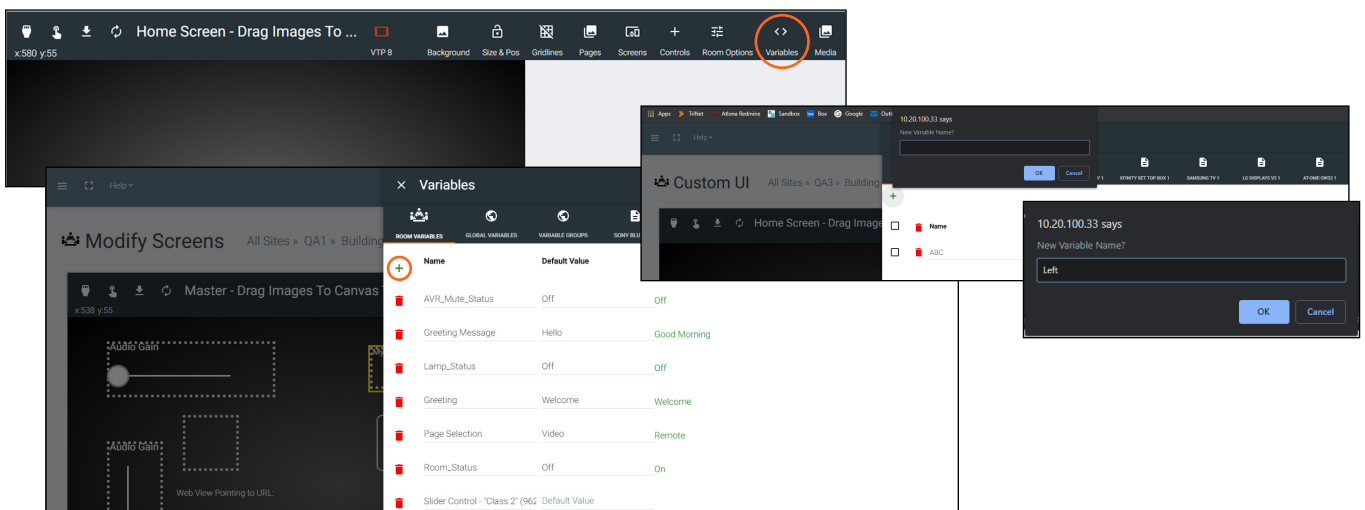 Home Screen - Drag Images To ...
x:580 y:55
VTP 8
Background
Size & Pos
Gridlines
Pages
Screens
Controls
Room Options
Variables
Media
Help
Modify Screens
All Sites » QA1 » Building
Master - Drag Images To Canvas
x:538 y:55
Audio Gain
My
Audio Gain
Web View Pointing to URL:
× Variables
ROOM VARIABLES
GLOBAL VARIABLES
VARIABLE GROUPS
SONY BLU
+
Name Default Value
AVR_Mute_Status Off Off
Greeting Message Hello Good Morning
Lamp_Status Off Off
Greeting Welcome Welcome
Page Selection Video Remote
Room_Status Off On
Slider Control - "Class 2" (962 Default Value
Apps TriNet Atlona Redmine Sandbox Box Google Outl
Help
Custom UI
All Sites » QA3 » Building
Home Screen - Drag Image
10.20.100.33 says
New Variable Name?
OK
Cancel
Y 1
XFINITY SET TOP BOX 1
SAMSUNG TV 1
LG DISPLAYS V2 1
AT-OME-SW32 1
+
Name
ABC
10.20.100.33 says
New Variable Name?
Left
OK
Cancel